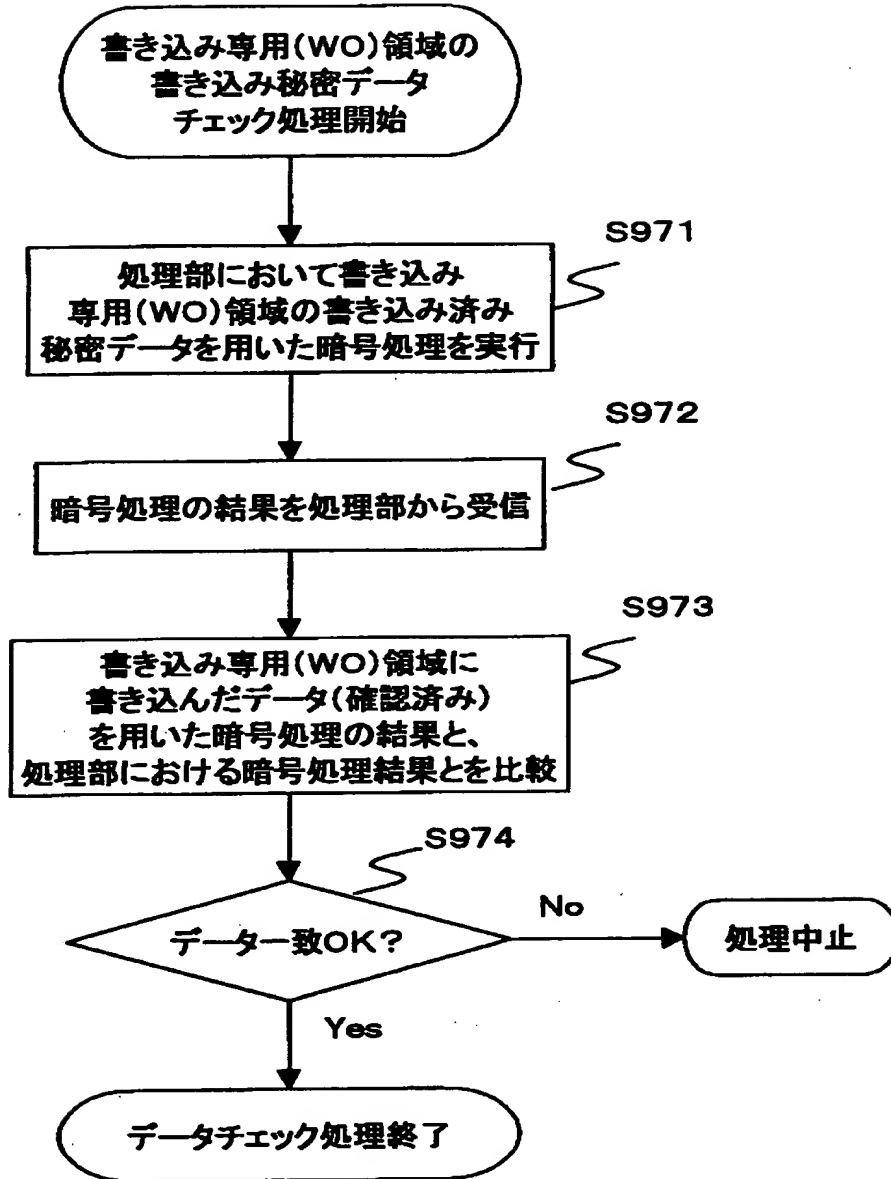 書き込み専用(WO)領域の
書き込み秘密データ
チェック処理開始
S971
処理部において書き込み
専用(WO)領域の書き込み済み
秘密データを用いた暗号処理を実行
S972
暗号処理の結果を処理部から受信
S973
書き込み専用(WO)領域に
書き込んだデータ(確認済み)
を用いた暗号処理の結果と、
処理部における暗号処理結果とを比較
S974
データ一致OK?
No
処理中止
Yes
データチェック処理終了